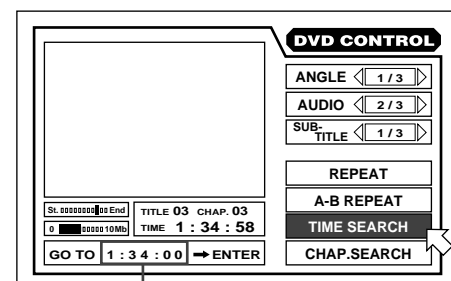 DVD CONTROL
ANGLE 1 / 3
AUDIO 2 / 3
SUB-TITLE 1 / 3
REPEAT
A-B REPEAT
TIME SEARCH
CHAP.SEARCH
St. End
0 10Mb
TITLE 03 CHAP. 03
TIME 1 : 34 : 58
GO TO 1 : 3 4 : 0 0 ➞ ENTER